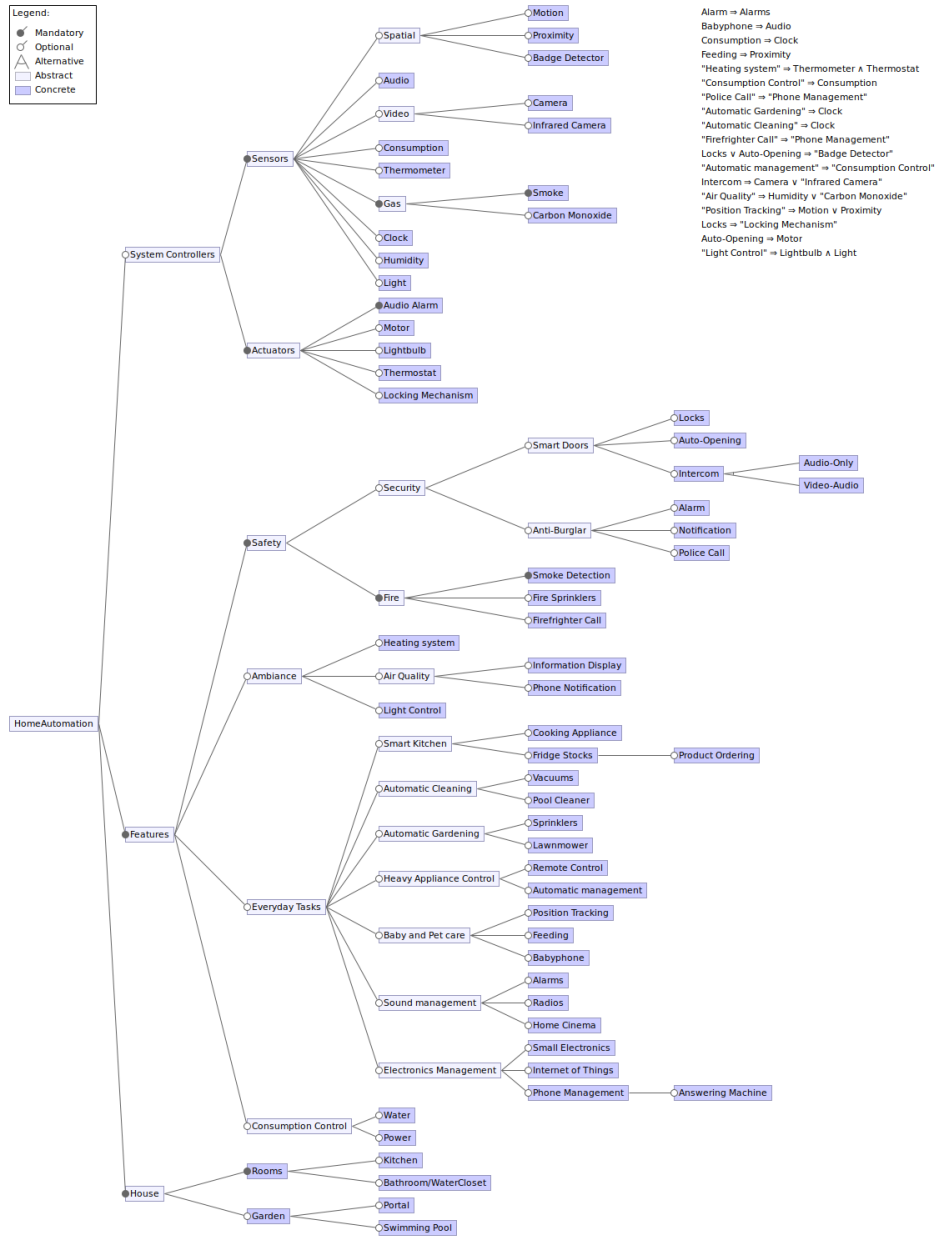 Legend:
Mandatory
Optional
Alternative
Abstract
Concrete
Alarm ⇒ Alarms
Babyphone ⇒ Audio
Consumption ⇒ Clock
Feeding ⇒ Proximity
"Heating system" ⇒ Thermometer ∧ Thermostat
"Consumption Control" ⇒ Consumption
"Police Call" ⇒ "Phone Management"
"Automatic Gardening" ⇒ Clock
"Automatic Cleaning" ⇒ Clock
"Firefrighter Call" ⇒ "Phone Management"
Locks ∨ Auto-Opening ⇒ "Badge Detector"
"Automatic management" ⇒ "Consumption Control"
Intercom ⇒ Camera ∨ "Infrared Camera"
"Air Quality" ⇒ Humidity ∨ "Carbon Monoxide"
"Position Tracking" ⇒ Motion ∨ Proximity
Locks ⇒ "Locking Mechanism"
Auto-Opening ⇒ Motor
"Light Control" ⇒ Lightbulb ∧ Light
HomeAutomation
System Controllers
Sensors
Spatial
Motion
Proximity
Badge Detector
Audio
Video
Camera
Infrared Camera
Consumption
Thermometer
Gas
Smoke
Carbon Monoxide
Clock
Humidity
Light
Actuators
Audio Alarm
Motor
Lightbulb
Thermostat
Locking Mechanism
Features
Safety
Security
Smart Doors
Locks
Auto-Opening
Intercom
Audio-Only
Video-Audio
Anti-Burglar
Alarm
Notification
Police Call
Fire
Smoke Detection
Fire Sprinklers
Firefrighter Call
Ambiance
Heating system
Air Quality
Information Display
Phone Notification
Light Control
Everyday Tasks
Smart Kitchen
Cooking Appliance
Fridge Stocks
Product Ordering
Automatic Cleaning
Vacuums
Pool Cleaner
Automatic Gardening
Sprinklers
Lawnmower
Heavy Appliance Control
Remote Control
Automatic management
Baby and Pet care
Position Tracking
Feeding
Babyphone
Sound management
Alarms
Radios
Home Cinema
Electronics Management
Small Electronics
Internet of Things
Phone Management
Answering Machine
Consumption Control
Water
Power
House
Rooms
Kitchen
Bathroom/WaterCloset
Garden
Portal
Swimming Pool